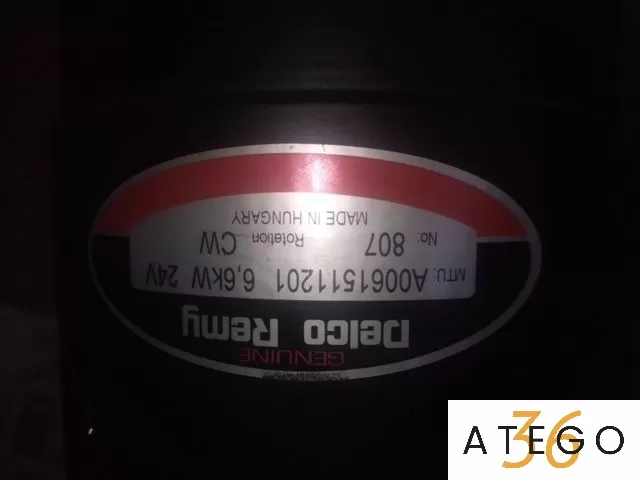 GENUINE
Delco Remy
MTU: A0061511201 6,6kW 24V
No: 807 Rotation CW
MADE IN HUNGARY
ATEGO
36